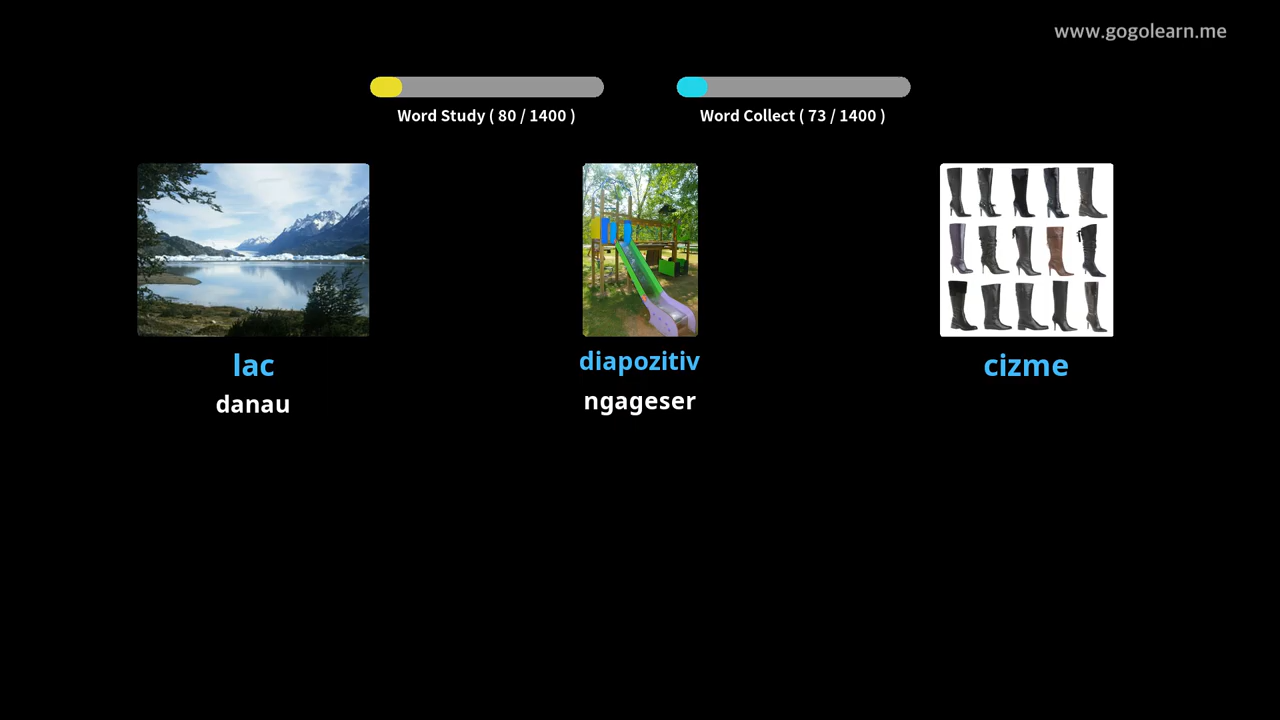 www.gogolearn.me
Word Study ( 80 / 1400 )
Word Collect ( 73 / 1400 )
lac
diapozitiv
cizme
danau
ngageser